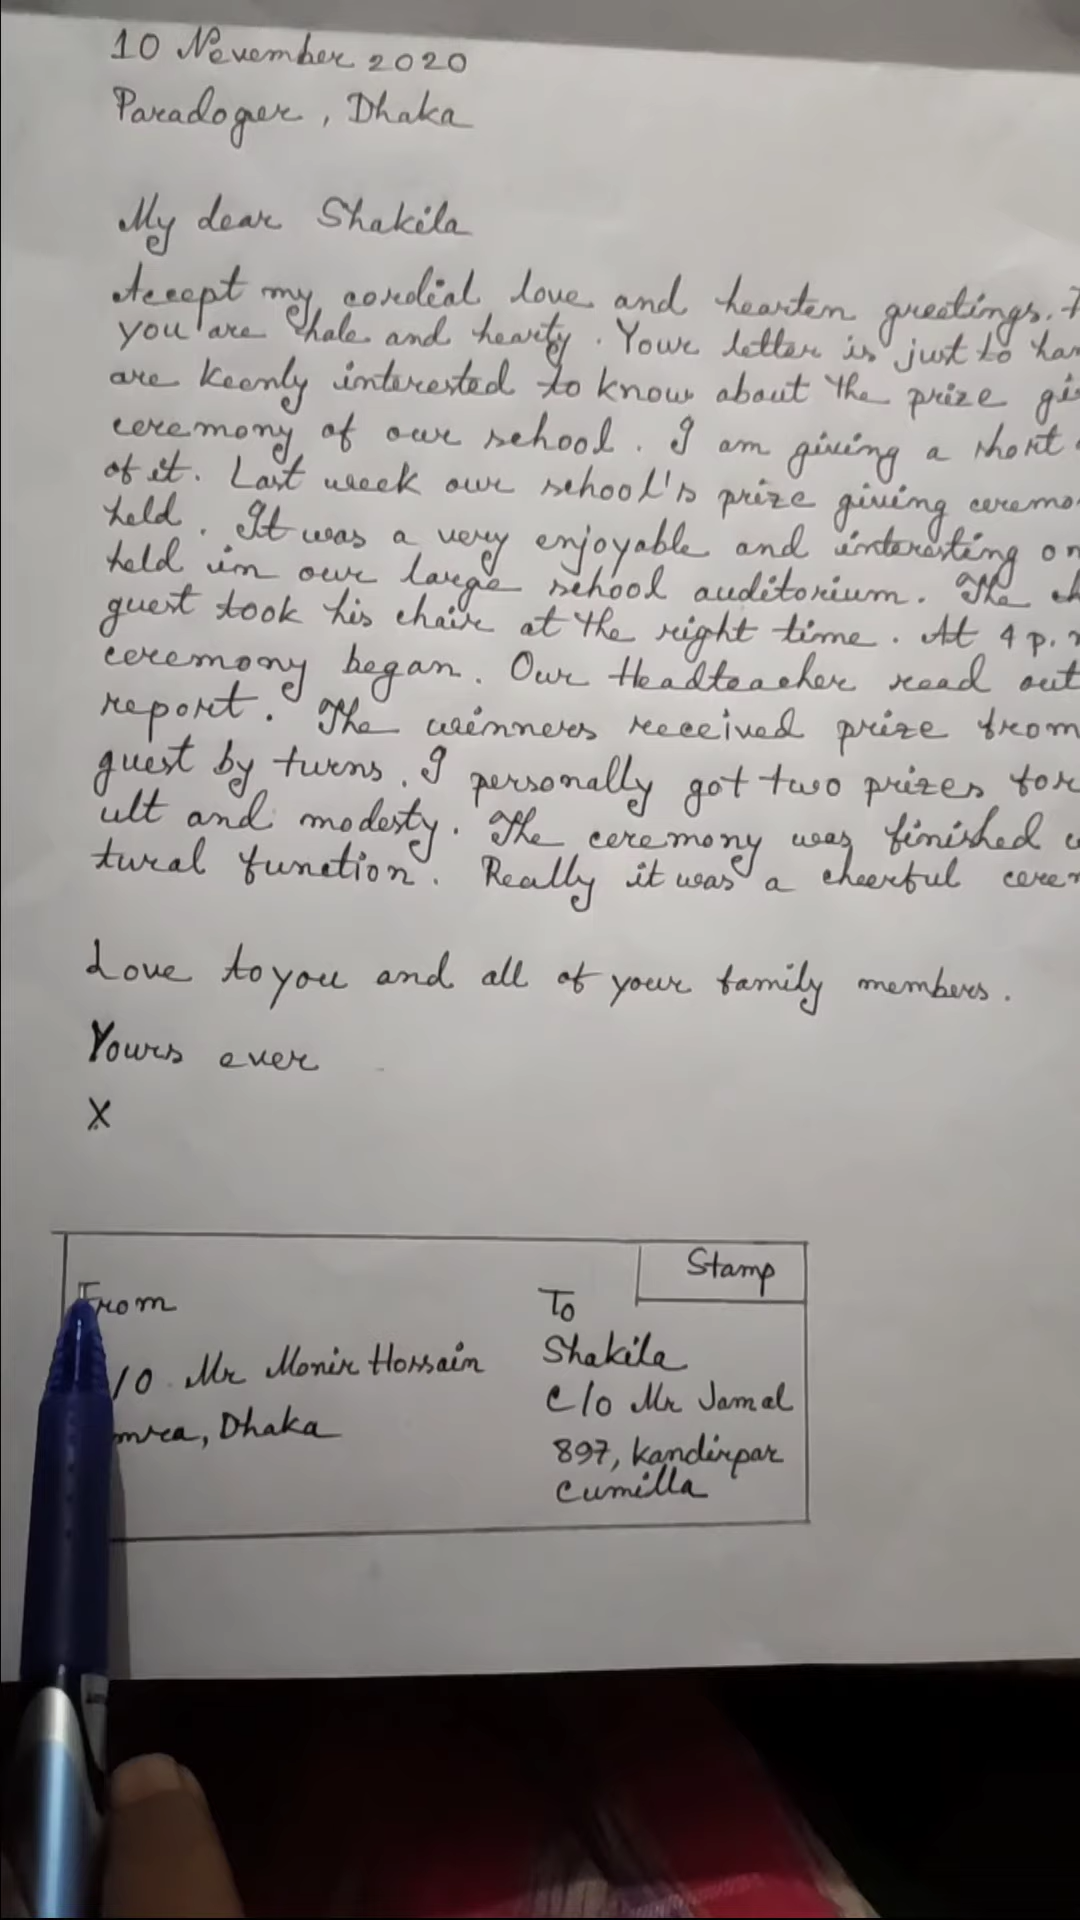 10 November 2020
Paradoger, Dhaka
My dear Shakila
Accept my cordial love and hearten greetings.
you are hale and hearty. Your letter is just to
are keenly interested to know about the prize
ceremony of our school. I am giving a short
of it. Last week our school's prize giving
held. It was a very enjoyable and interesting
held in our large school auditorium. The
guest took his chair at the right time. At 4 p.
ceremony began. Our Headteacher read out
report. The winners received prize from
guest by turns. I personally got two prizes for
ult and modesty. The ceremony was finished
tural function. Really it was a cheerful
Love to you and all of your family members.
Yours ever
X
Stamp
From
/o Mr Monir Hossain
mra, Dhaka
To
Shakila
C/o Mr Jamal
897, Kandirpar
Cumilla